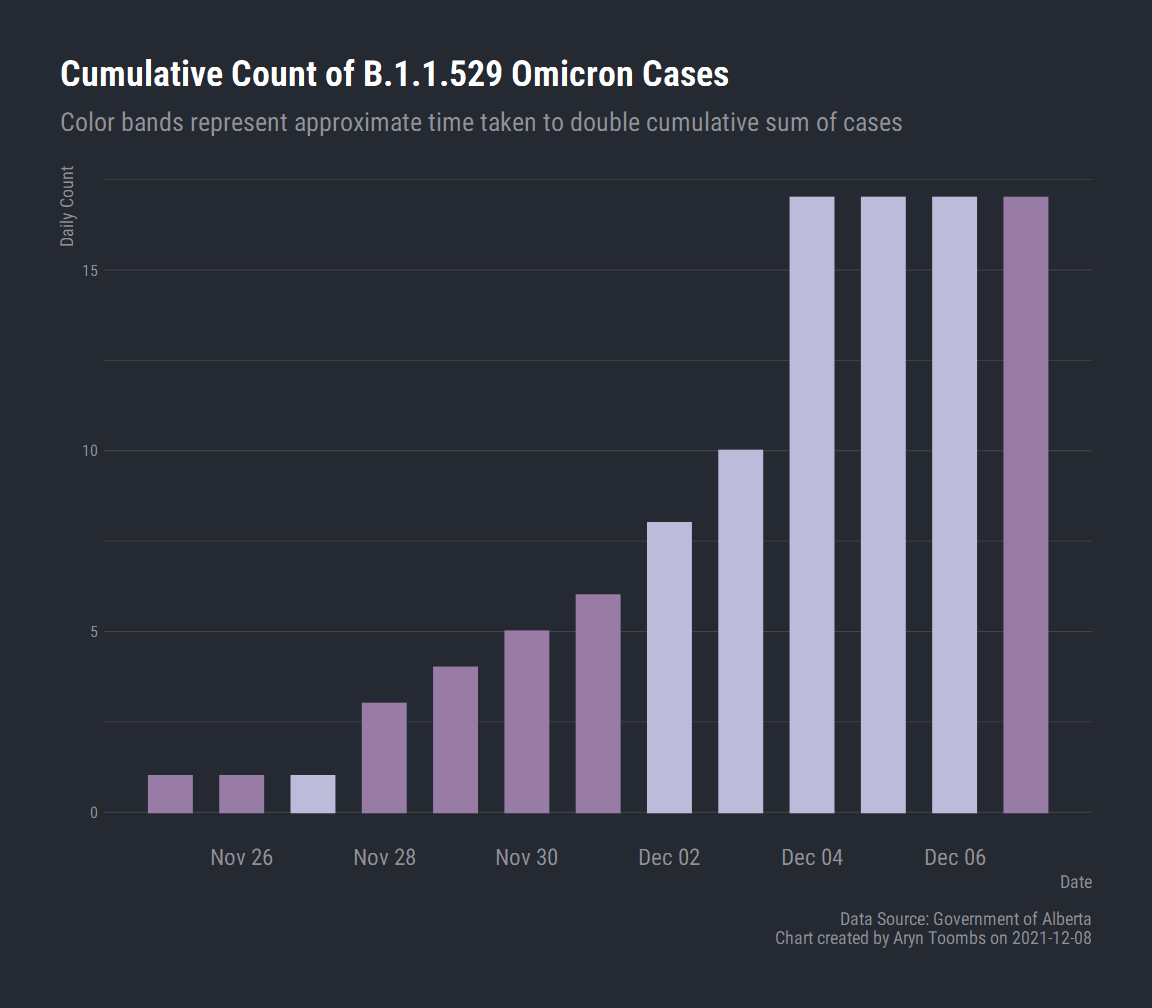 Cumulative Count of B.1.1.529 Omicron Cases
Color bands represent approximate time taken to double cumulative sum of cases
Daily Count
15
10
5
0
Nov 26
Nov 28
Nov 30
Dec 02
Dec 04
Dec 06
Date
Data Source: Government of Alberta
Chart created by Aryn Toombs on 2021-12-08